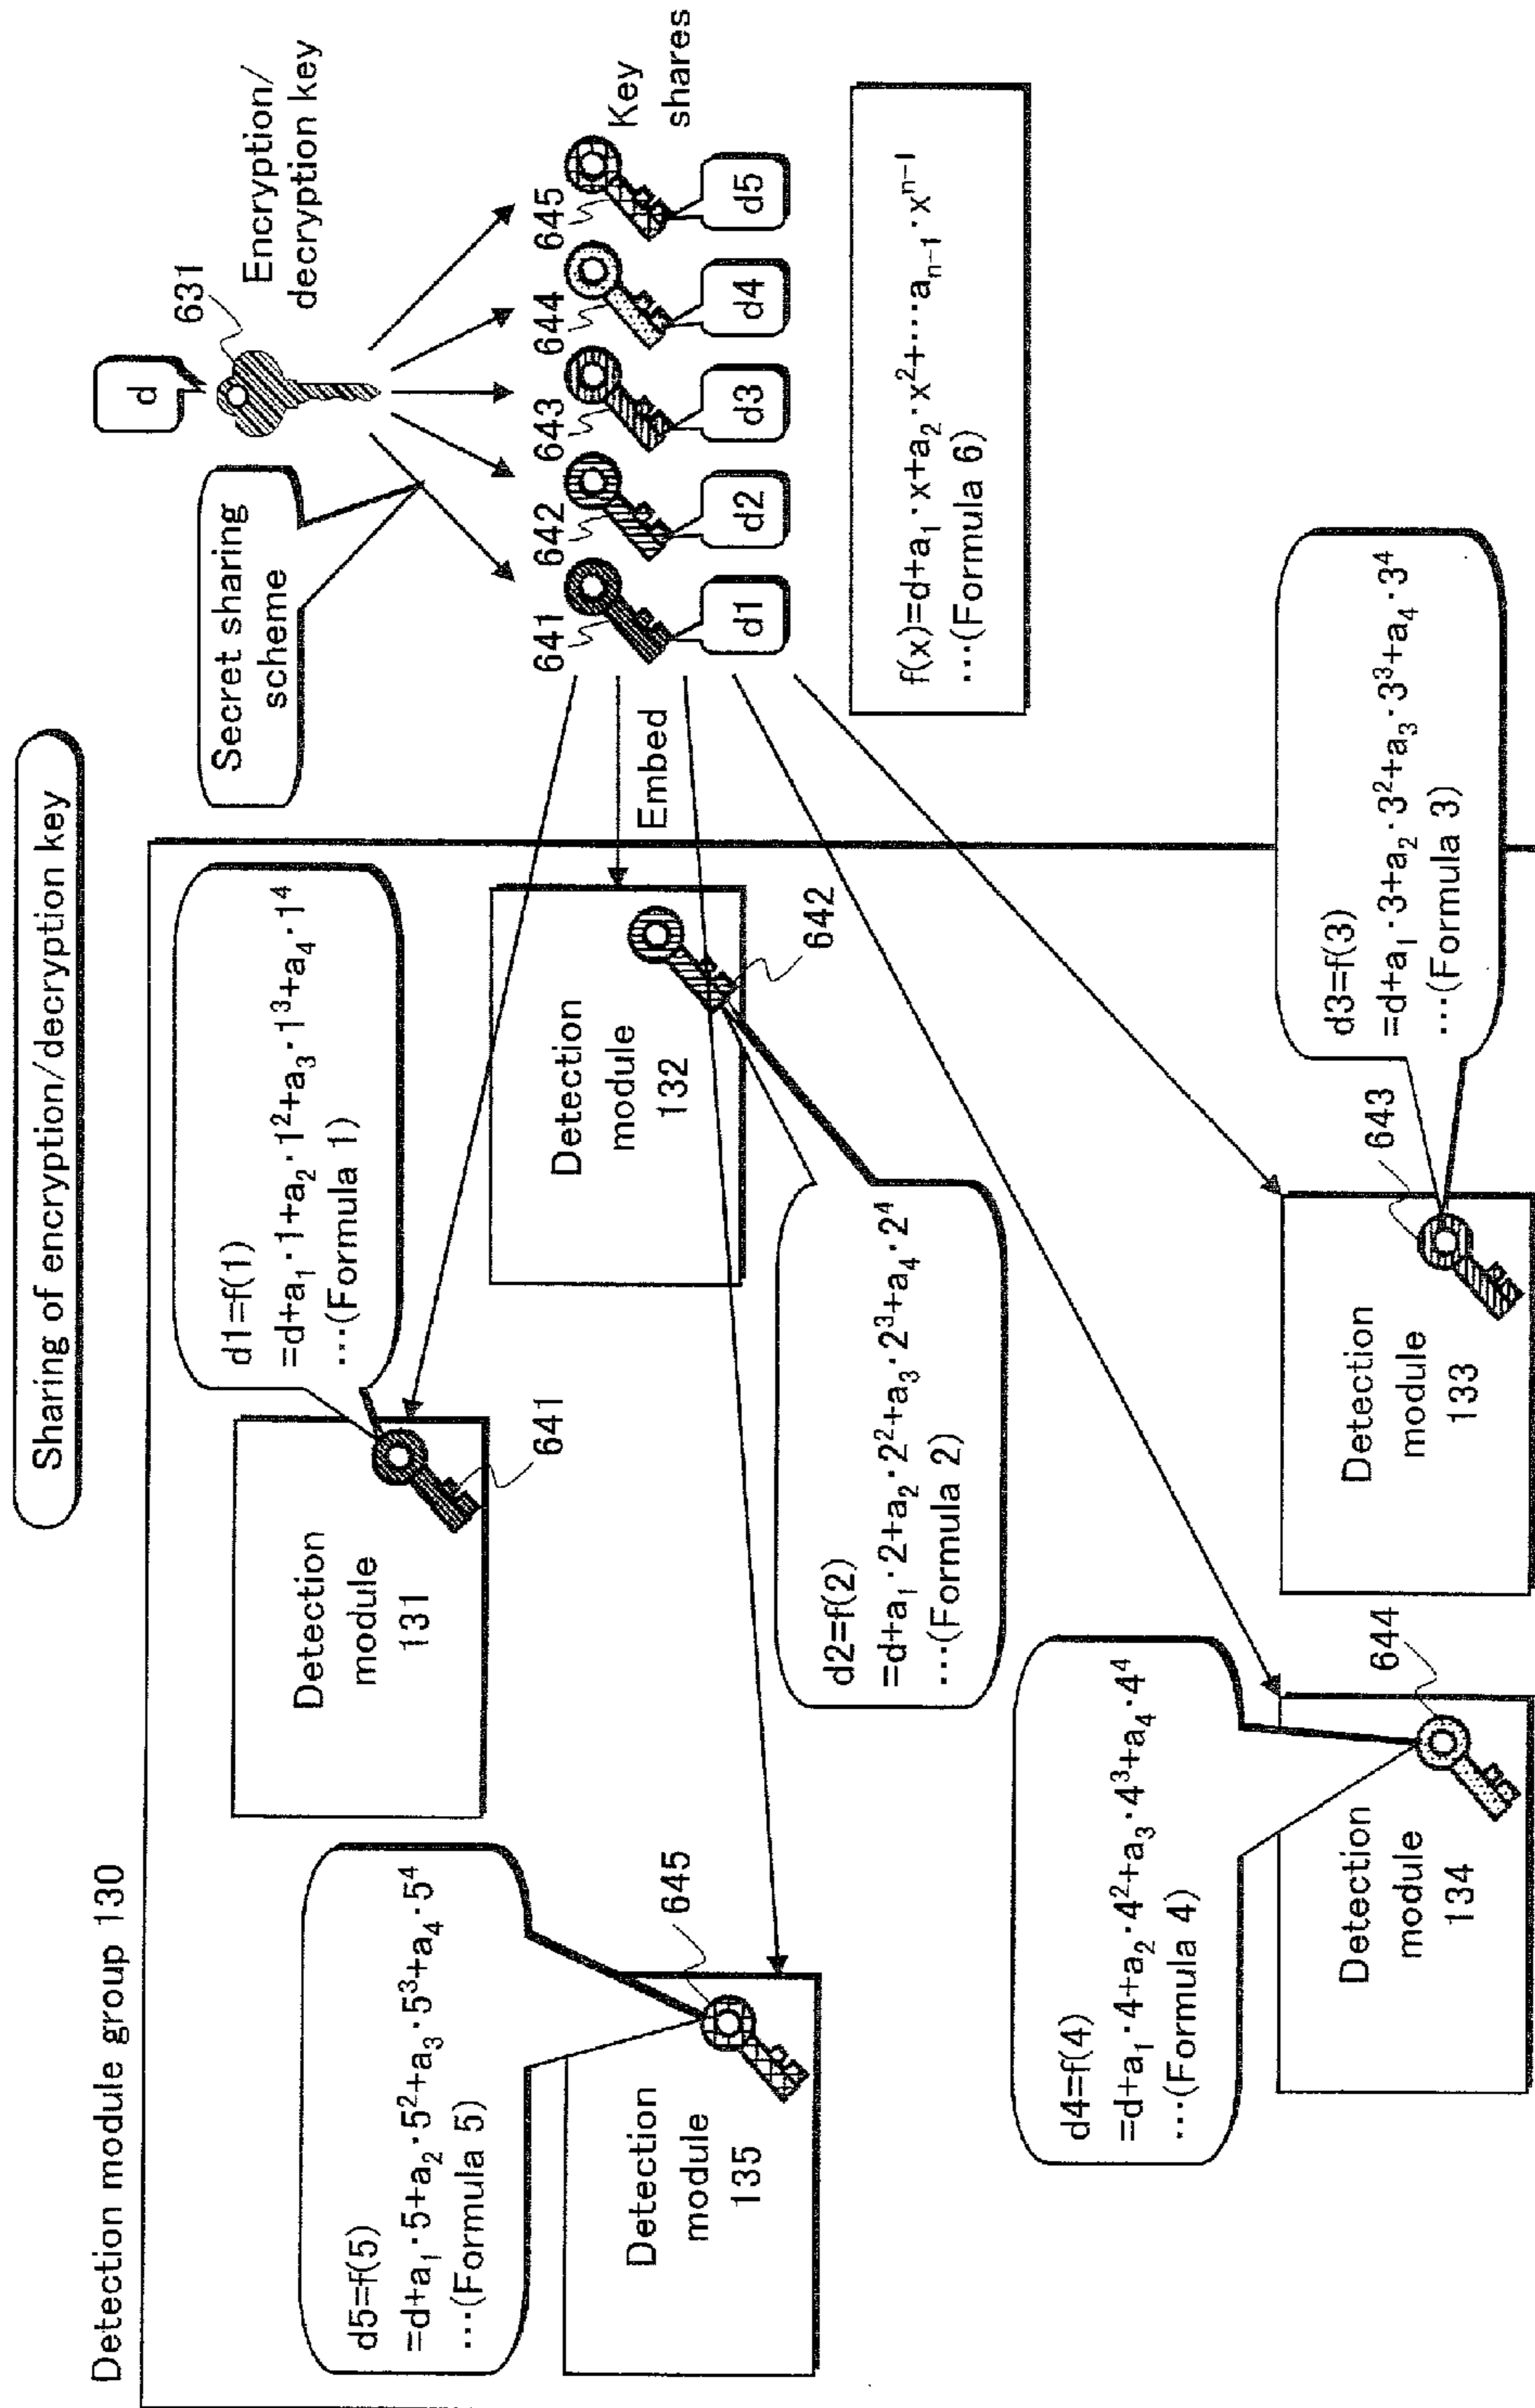 Sharing of encryption/decryption key
Detection module group 130
d
631
Encryption/
decryption key
Secret sharing
scheme
641
642
643
644
645
Key
shares
d1
d2
d3
d4
d5
Embed
f(x)=d+a₁·x+a₂·x²+····aₙ₋₁·xⁿ⁻¹
···(Formula 6)
d1=f(1)
=d+a₁·1+a₂·1²+a₃·1³+a₄·1⁴
···(Formula 1)
Detection
module
131
641
Detection
module
132
642
d2=f(2)
=d+a₁·2+a₂·2²+a₃·2³+a₄·2⁴
···(Formula 2)
d5=f(5)
=d+a₁·5+a₂·5²+a₃·5³+a₄·5⁴
···(Formula 5)
Detection
module
135
645
d4=f(4)
=d+a₁·4+a₂·4²+a₃·4³+a₄·4⁴
···(Formula 4)
Detection
module
134
644
d3=f(3)
=d+a₁·3+a₂·3²+a₃·3³+a₄·3⁴
···(Formula 3)
Detection
module
133
643